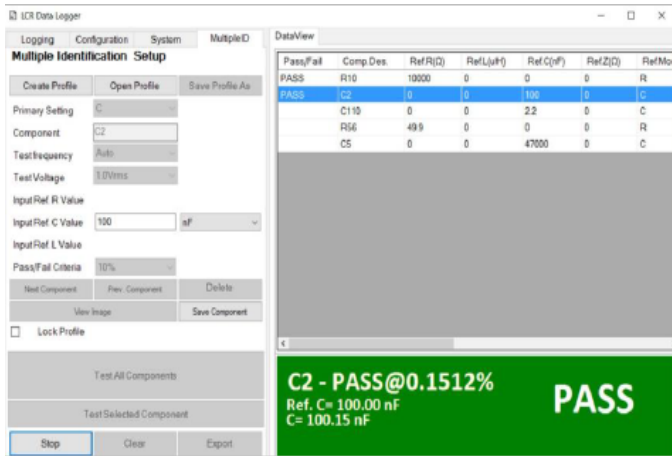 LCR Data Logger
Logging Configuration System MultipleID
Multiple Identification Setup
Create Profile Open Profile Save Profile As
Primary Setting C
Component C2
Test frequency Auto
Test Voltage 1.0Vrms
Input Ref. R Value
Input Ref. C Value 100 nF
Input Ref. L Value
Pass/Fail Criteria 10%
Next Component Prev. Component Delete
View Image Save Component
Lock Profile
Test All Components
Test Selected Component
Stop Clear Export
DataView
Pass/Fail Comp.Des. Ref.R(Ω) Ref.L(uH) Ref.C(nF) Ref.Z(Ω) Ref.Mo
PASS R10 10000 0 0 0 R
PASS C2 0 0 100 0 C
C110 0 0 2.2 0 C
R56 49.9 0 0 0 R
C5 0 0 47000 0 C
C2 - PASS@0.1512%
Ref. C= 100.00 nF
C= 100.15 nF
PASS